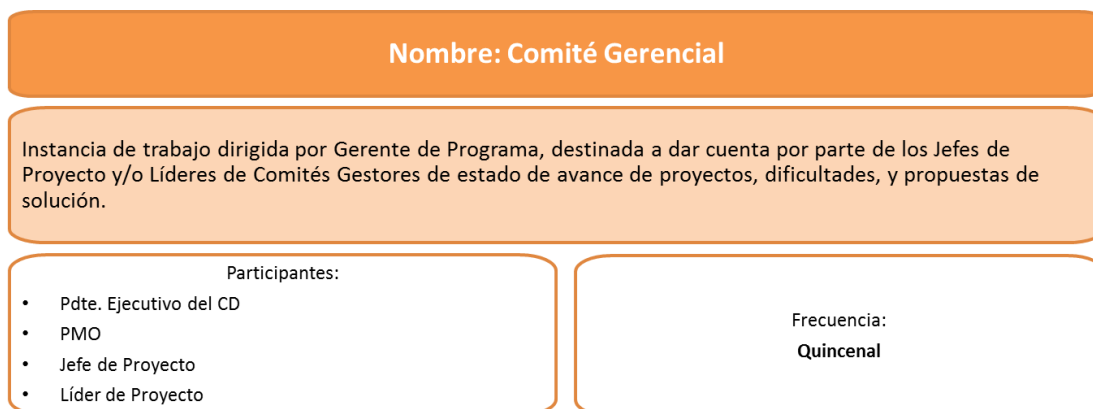 Nombre: Comité Gerencial
Instancia de trabajo dirigida por Gerente de Programa, destinada a dar cuenta por parte de los Jefes de
Proyecto y/o Líderes de Comités Gestores de estado de avance de proyectos, dificultades, y propuestas de
solución.
Participantes:
• Pdte. Ejecutivo del CD
• PMO
• Jefe de Proyecto
• Líder de Proyecto
Frecuencia:
Quincenal